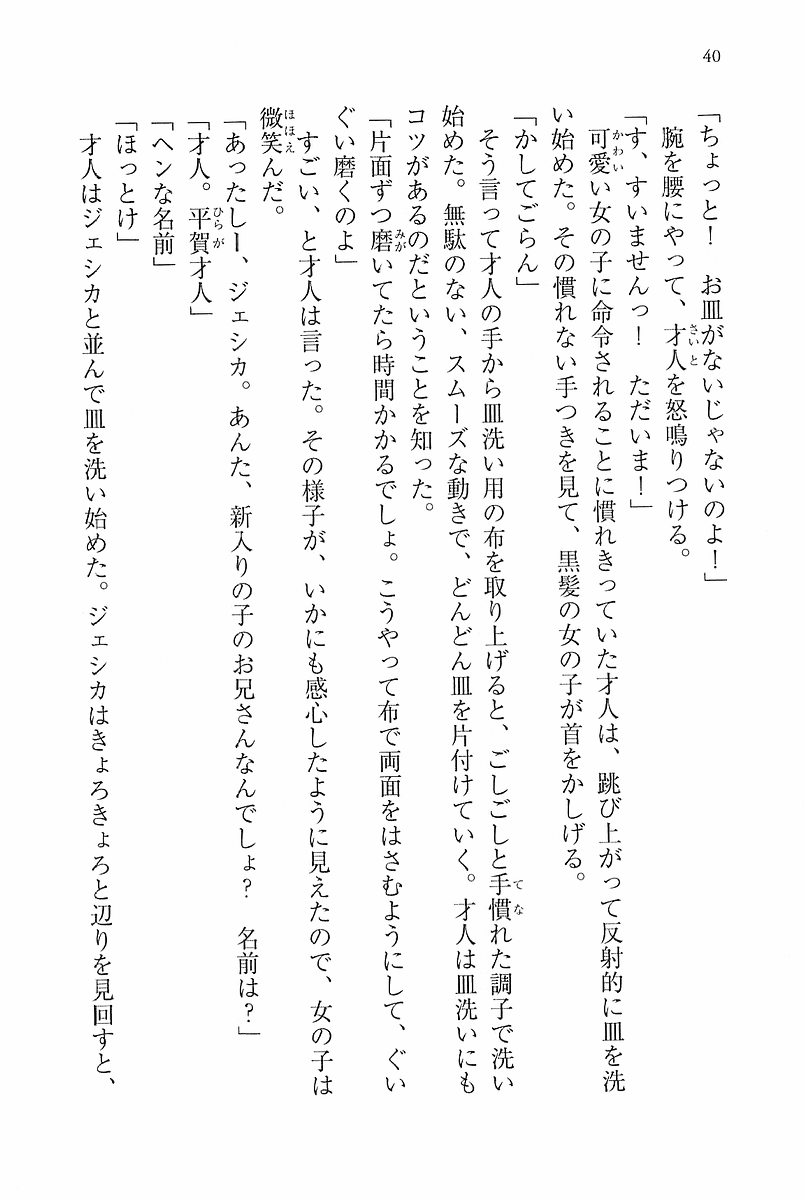 40
「ちょっと！　お皿がないじゃないのよ！」
腕を腰にやって、才人を怒鳴りつける。
「す、すいませんっ！　ただいま！」
可愛い女の子に命令されることに慣れきっていた才人は、跳び上がって反射的に皿を洗
い始めた。その慣れない手つきを見て、黒髪の女の子が首をかしげる。
「かしてごらん」
そう言って才人の手から皿洗い用の布を取り上げると、ごしごしと手慣れた調子で洗い
始めた。無駄のない、スムーズな動きで、どんどん皿を片付けていく。才人は皿洗いにも
コツがあるのだということを知った。
「片面ずつ磨いてたら時間かかるでしょ。こうやって布で両面をはさむようにして、ぐい
ぐい磨くのよ」
すごい、と才人は言った。その様子が、いかにも感心したように見えたので、女の子は
微笑んだ。
「あったしー、ジェシカ。あんた、新入りの子のお兄さんなんでしょ？　名前は？」
「才人。平賀才人」
「ヘンな名前」
「ほっとけ」
才人はジェシカと並んで皿を洗い始めた。ジェシカはきょろきょろと辺りを見回すと、